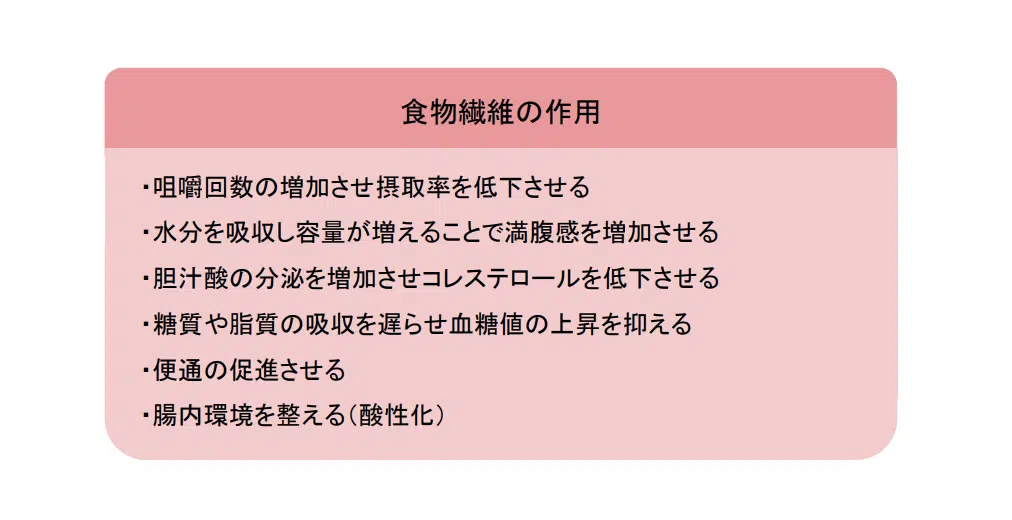 食物繊維の作用
・咀嚼回数の増加させ摂取率を低下させる
・水分を吸収し容量が増えることで満腹感を増加させる
・胆汁酸の分泌を増加させコレステロールを低下させる
・糖質や脂質の吸収を遅らせ血糖値の上昇を抑える
・便通の促進させる
・腸内環境を整える（酸性化）